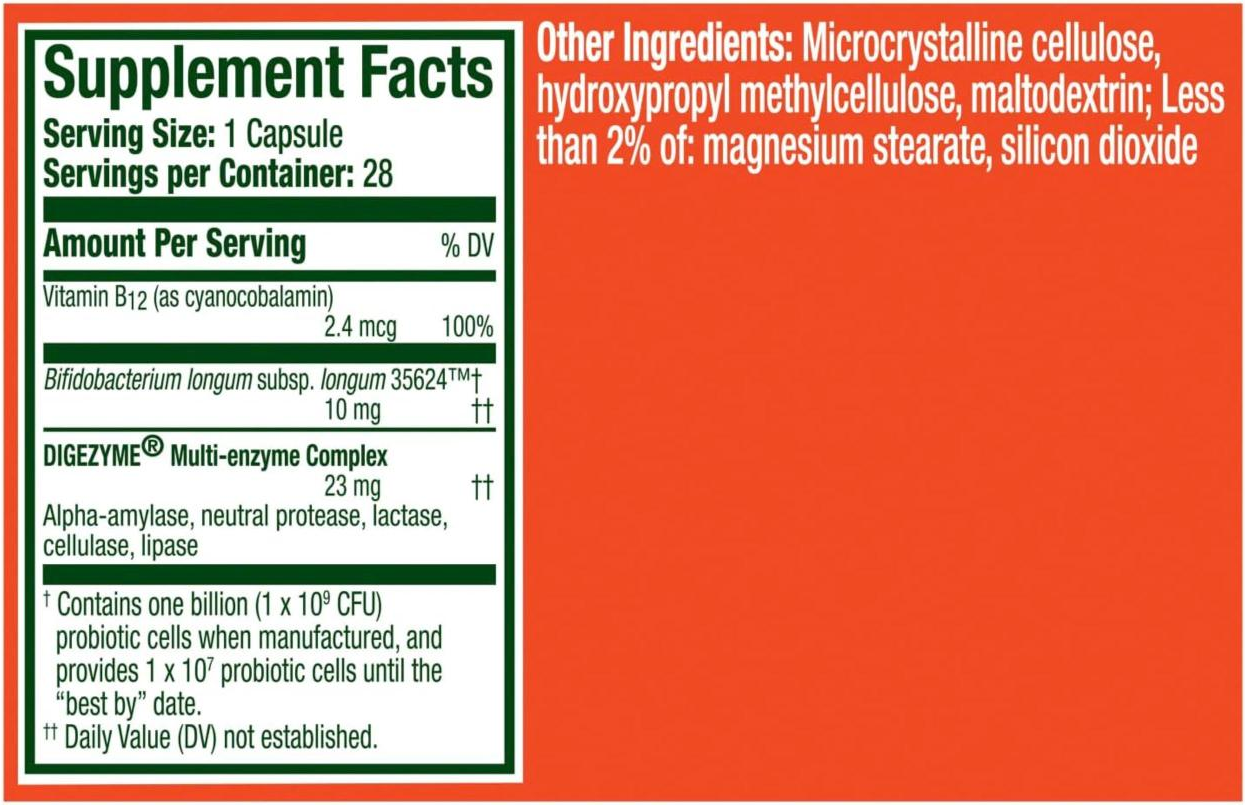 Supplement Facts
Serving Size: 1 Capsule
Servings per Container: 28
Amount Per Serving % DV
Vitamin B12 (as cyanocobalamin)
2.4 mcg 100%
Bifidobacterium longum subsp. longum 35624™†
10 mg ††
DIGEZYME® Multi-enzyme Complex
23 mg ††
Alpha-amylase, neutral protease, lactase,
cellulase, lipase
† Contains one billion (1 x 10⁹ CFU)
probiotic cells when manufactured, and
provides 1 x 10⁷ probiotic cells until the
“best by” date.
†† Daily Value (DV) not established.
Other Ingredients: Microcrystalline cellulose,
hydroxypropyl methylcellulose, maltodextrin; Less
than 2% of: magnesium stearate, silicon dioxide